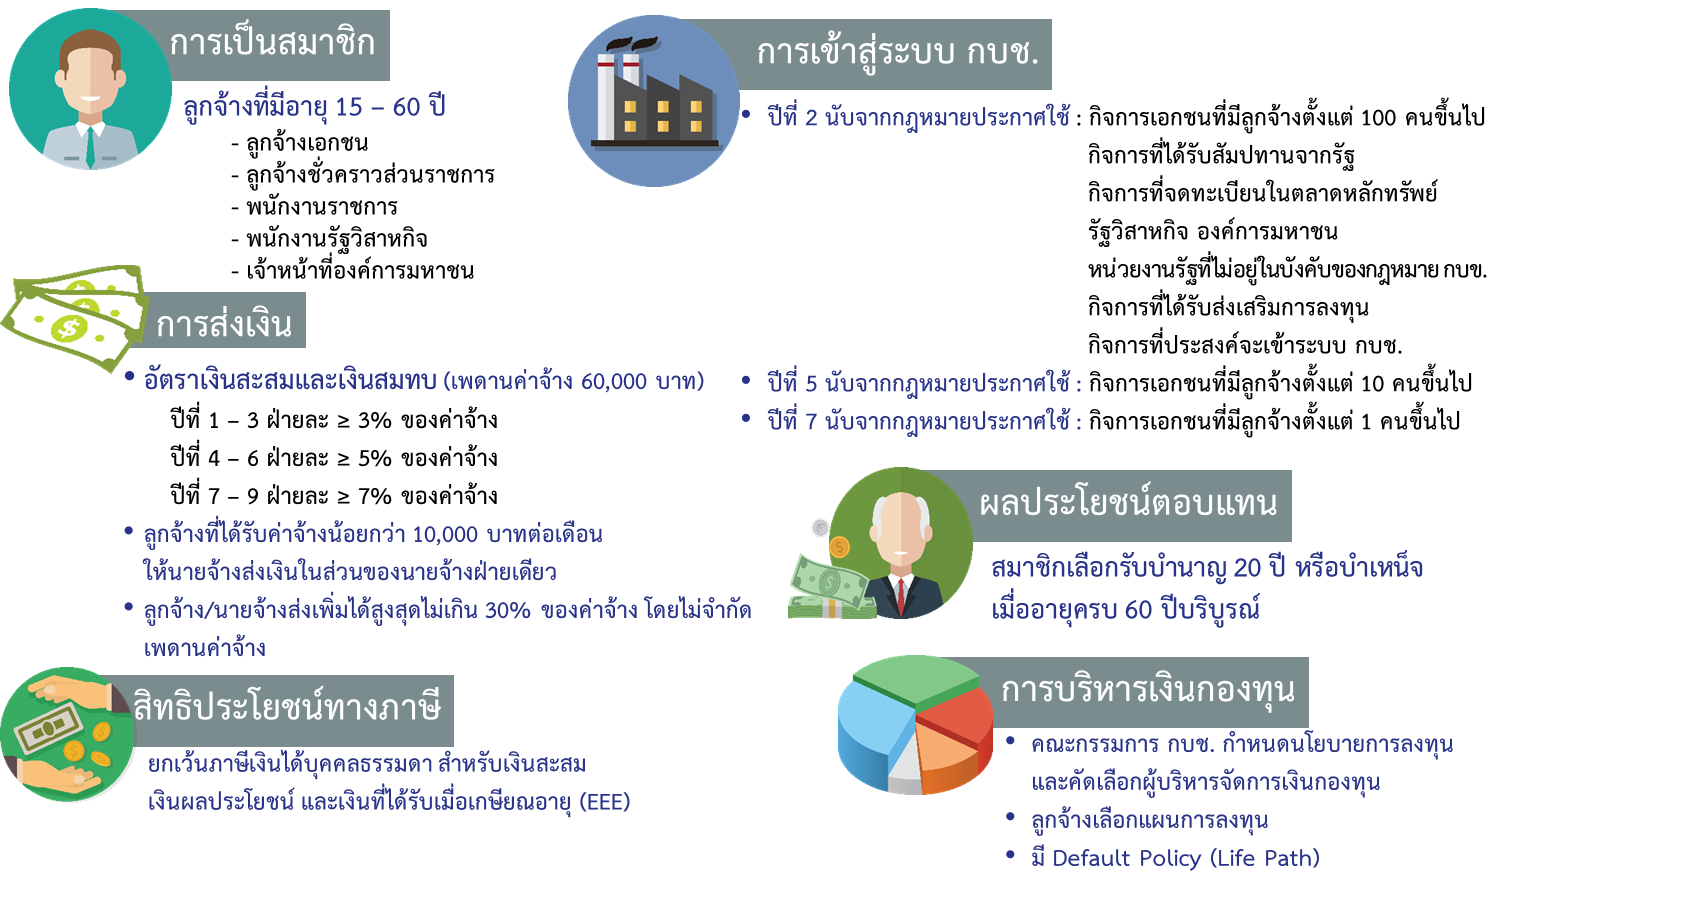 การเป็นสมาชิก
ลูกจ้างที่มีอายุ 15 – 60 ปี
- ลูกจ้างเอกชน
- ลูกจ้างชั่วคราวส่วนราชการ
- พนักงานราชการ
- พนักงานรัฐวิสาหกิจ
- เจ้าหน้าที่องค์การมหาชน
การส่งเงิน
• อัตราเงินสะสมและเงินสมทบ (เพดานค่าจ้าง 60,000 บาท)
ปีที่ 1 – 3 ฝ่ายละ ≥ 3% ของค่าจ้าง
ปีที่ 4 – 6 ฝ่ายละ ≥ 5% ของค่าจ้าง
ปีที่ 7 – 9 ฝ่ายละ ≥ 7% ของค่าจ้าง
• ลูกจ้างที่ได้รับค่าจ้างน้อยกว่า 10,000 บาทต่อเดือน
ให้นายจ้างส่งเงินในส่วนของนายจ้างฝ่ายเดียว
• ลูกจ้าง/นายจ้างส่งเพิ่มได้สูงสุดไม่เกิน 30% ของค่าจ้าง โดยไม่จำกัด
เพดานค่าจ้าง
สิทธิประโยชน์ทางภาษี
ยกเว้นภาษีเงินได้บุคคลธรรมดา สำหรับเงินสะสม
เงินผลประโยชน์ และเงินที่ได้รับเมื่อเกษียณอายุ (EEE)
การเข้าสู่ระบบ กบช.
• ปีที่ 2 นับจากกฎหมายประกาศใช้ : กิจการเอกชนที่มีลูกจ้างตั้งแต่ 100 คนขึ้นไป
กิจการที่ได้รับสัมปทานจากรัฐ
กิจการที่จดทะเบียนในตลาดหลักทรัพย์
รัฐวิสาหกิจ องค์การมหาชน
หน่วยงานรัฐที่ไม่อยู่ในบังคับของกฎหมาย กบข.
กิจการที่ได้รับส่งเสริมการลงทุน
กิจการที่ประสงค์จะเข้าระบบ กบช.
• ปีที่ 5 นับจากกฎหมายประกาศใช้ : กิจการเอกชนที่มีลูกจ้างตั้งแต่ 10 คนขึ้นไป
• ปีที่ 7 นับจากกฎหมายประกาศใช้ : กิจการเอกชนที่มีลูกจ้างตั้งแต่ 1 คนขึ้นไป
ผลประโยชน์ตอบแทน
สมาชิกเลือกรับบำนาญ 20 ปี หรือบำเหน็จ
เมื่ออายุครบ 60 ปีบริบูรณ์
การบริหารเงินกองทุน
• คณะกรรมการ กบช. กำหนดนโยบายการลงทุน
และคัดเลือกผู้บริหารจัดการเงินกองทุน
• ลูกจ้างเลือกแผนการลงทุน
• มี Default Policy (Life Path)